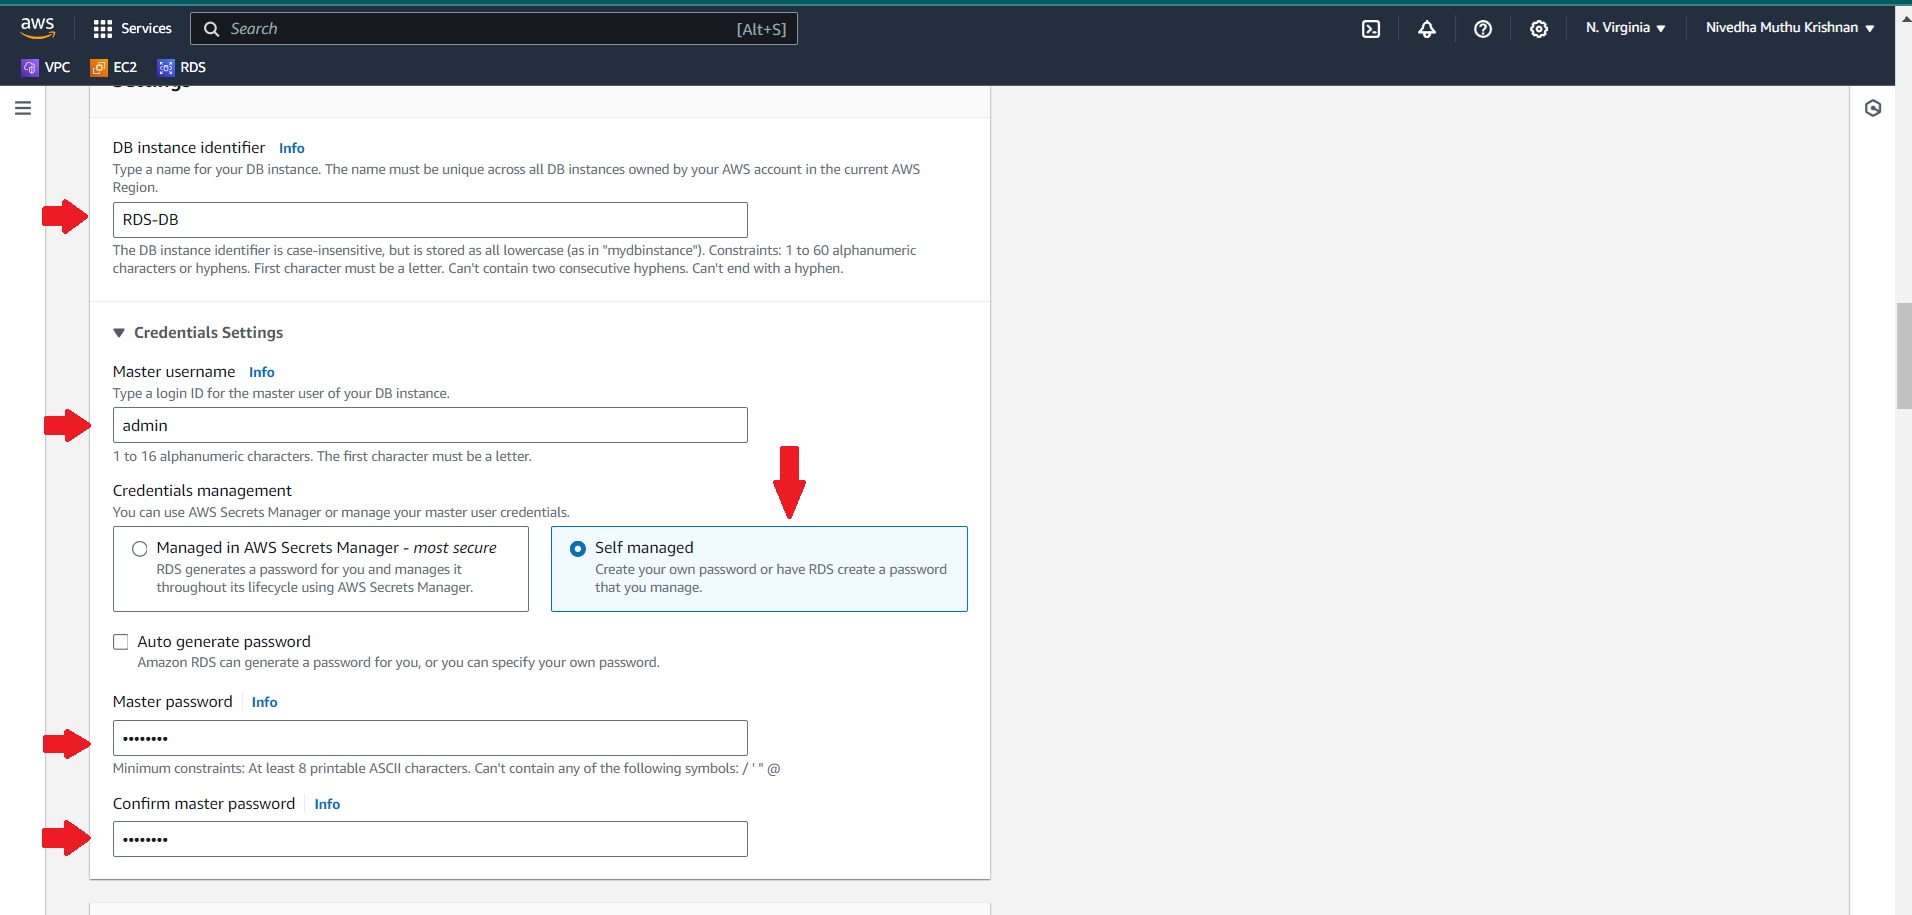 aws
Services
Search
[Alt+S]
N. Virginia
Nivedha Muthu Krishnan
VPC
EC2
RDS
Settings
DB instance identifier Info
Type a name for your DB instance. The name must be unique across all DB instances owned by your AWS account in the current AWS
Region.
RDS-DB
The DB instance identifier is case-insensitive, but is stored as all lowercase (as in "mydbinstance"). Constraints: 1 to 60 alphanumeric
characters or hyphens. First character must be a letter. Can't contain two consecutive hyphens. Can't end with a hyphen.
Credentials Settings
Master username Info
Type a login ID for the master user of your DB instance.
admin
1 to 16 alphanumeric characters. The first character must be a letter.
Credentials management
You can use AWS Secrets Manager or manage your master user credentials.
Managed in AWS Secrets Manager - most secure
RDS generates a password for you and manages it
throughout its lifecycle using AWS Secrets Manager.
Self managed
Create your own password or have RDS create a password
that you manage.
Auto generate password
Amazon RDS can generate a password for you, or you can specify your own password.
Master password Info
••••••••
Minimum constraints: At least 8 printable ASCII characters. Can't contain any of the following symbols: / ' " @
Confirm master password Info
••••••••